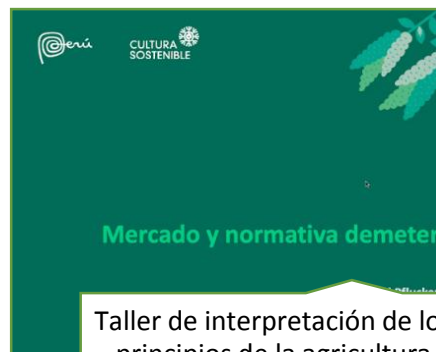 Perú
CULTURA
SOSTENIBLE
Mercado y normativa demeter
Taller de interpretación de lo
principios de la agricultura